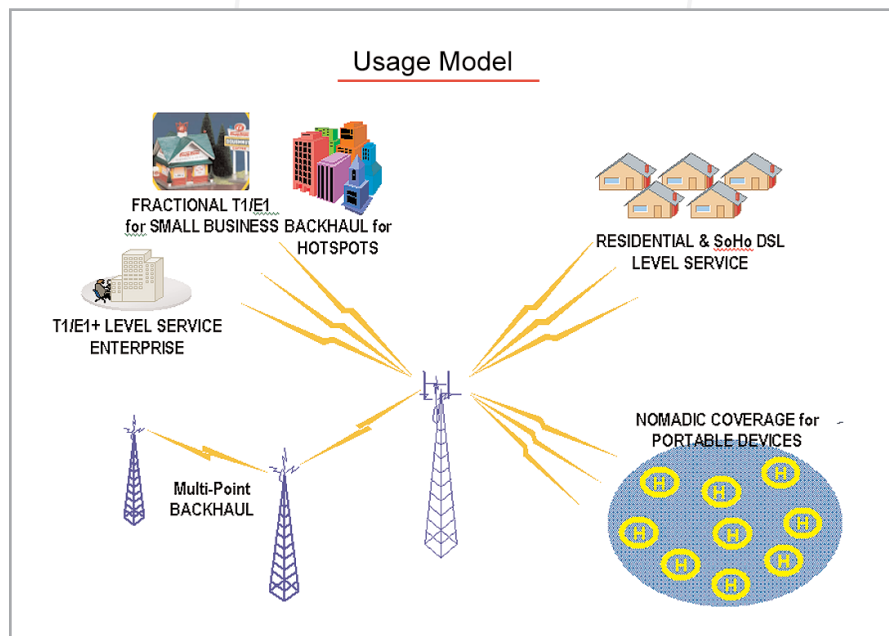 Usage Model
FRACTIONAL T1/E1
for SMALL BUSINESS
BACKHAUL for
HOTSPOTS
RESIDENTIAL & SoHo DSL
LEVEL SERVICE
T1/E1+ LEVEL SERVICE
ENTERPRISE
NOMADIC COVERAGE for
PORTABLE DEVICES
Multi-Point
BACKHAUL
H
H
H
H
H
H
H
H
H